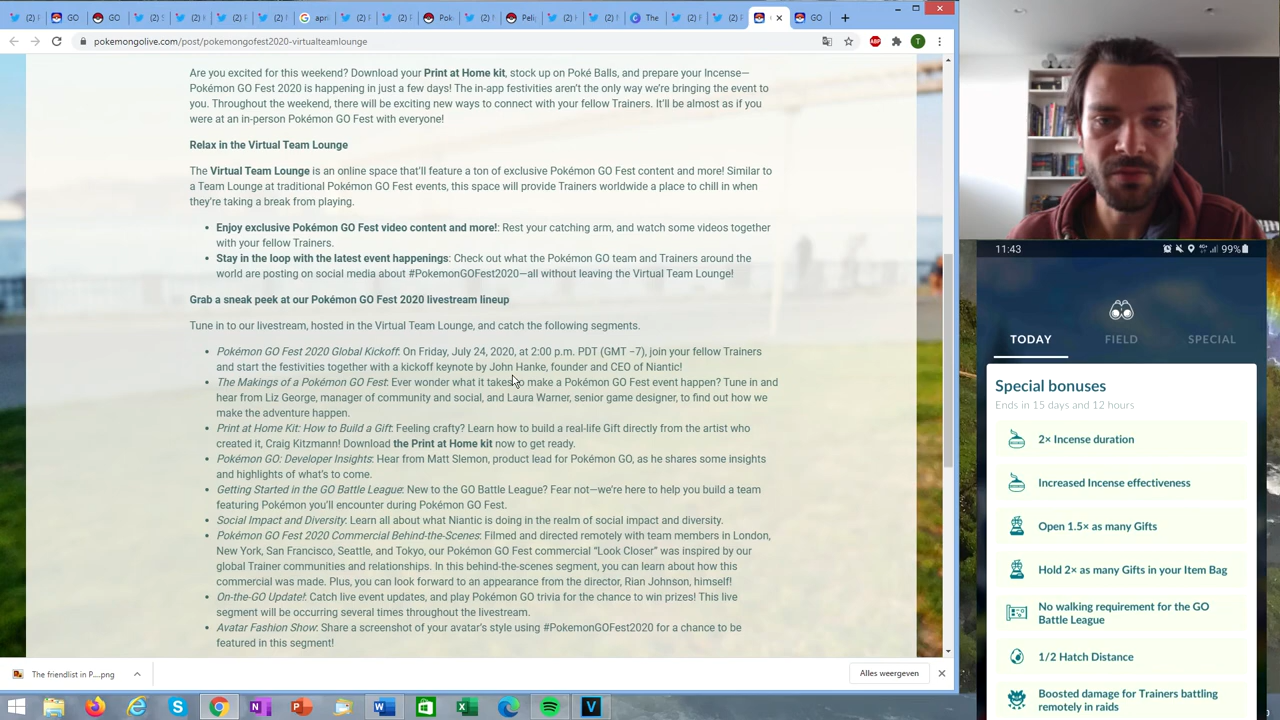 2)
2)
G apri
2)
2)
Pok
2)
Peli
2)
The
2)
2)
GO
pokemongolive.com/post/pokemongofest2020-virtualteamlounge
ABP
T
Are you excited for this weekend? Download your Print at Home kit, stock up on Poké Balls, and prepare your Incense—
Pokémon GO Fest 2020 is happening in just a few days! The in-app festivities aren't the only way we're bringing the event to
you. Throughout the weekend, there will be exciting new ways to connect with your fellow Trainers. It'll be almost as if you
were at an in-person Pokémon GO Fest with everyone!
Relax in the Virtual Team Lounge
The Virtual Team Lounge is an online space that'll feature a ton of exclusive Pokémon GO Fest content and more! Similar to
a Team Lounge at traditional Pokémon GO Fest events, this space will provide Trainers worldwide a place to chill in when
they're taking a break from playing.
• Enjoy exclusive Pokémon GO Fest video content and more!: Rest your catching arm, and watch some videos together
with your fellow Trainers.
• Stay in the loop with the latest event happenings: Check out what the Pokémon GO team and Trainers around the
world are posting on social media about #PokemonGOFest2020—all without leaving the Virtual Team Lounge!
Grab a sneak peek at our Pokémon GO Fest 2020 livestream lineup
Tune in to our livestream, hosted in the Virtual Team Lounge, and catch the following segments.
• Pokémon GO Fest 2020 Global Kickoff: On Friday, July 24, 2020, at 2:00 p.m. PDT (GMT −7), join your fellow Trainers
and start the festivities together with a kickoff keynote by John Hanke, founder and CEO of Niantic!
• The Makings of a Pokémon GO Fest: Ever wonder what it takes to make a Pokémon GO Fest event happen? Tune in and
hear from Liz George, manager of community and social, and Laura Warner, senior game designer, to find out how we
make the adventure happen.
• Print at Home Kit: How to Build a Gift: Feeling crafty? Learn how to build a real-life Gift directly from the artist who
created it, Craig Kitzmann! Download the Print at Home kit now to get ready.
• Pokémon GO: Developer Insights: Hear from Matt Slemon, product lead for Pokémon GO, as he shares some insights
and highlights of what's to come.
• Getting Started in the GO Battle League: New to the GO Battle League? Fear not—we're here to help you build a team
featuring Pokémon you'll encounter during Pokémon GO Fest.
• Social Impact and Diversity: Learn all about what Niantic is doing in the realm of social impact and diversity.
• Pokémon GO Fest 2020 Commercial Behind-the-Scenes: Filmed and directed remotely with team members in London,
New York, San Francisco, Seattle, and Tokyo, our Pokémon GO Fest commercial “Look Closer” was inspired by our
global Trainer communities and relationships. In this behind-the-scenes segment, you can learn about how this
commercial was made. Plus, you can look forward to an appearance from the director, Rian Johnson, himself!
• On-the-GO Update!: Catch live event updates, and play Pokémon GO trivia for the chance to win prizes! This live
segment will be occurring several times throughout the livestream.
• Avatar Fashion Show: Share a screenshot of your avatar's style using #PokemonGOFest2020 for a chance to be
featured in this segment!
The friendlist in P....png
Alles weergeven
11:43
99%
TODAY
FIELD
SPECIAL
Special bonuses
Ends in 15 days and 12 hours
2× Incense duration
Increased Incense effectiveness
Open 1.5× as many Gifts
Hold 2× as many Gifts in your Item Bag
No walking requirement for the GO
Battle League
1/2 Hatch Distance
Boosted damage for Trainers battling
remotely in raids